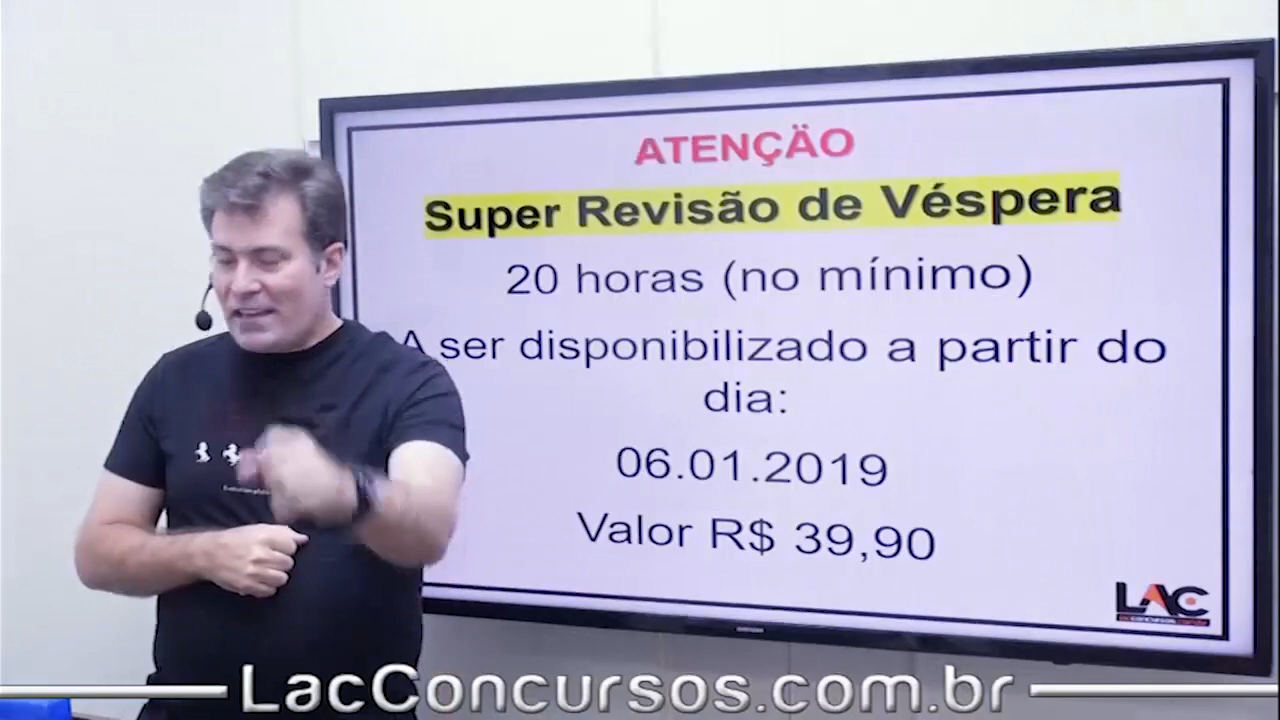 ATENÇÄO
Super Revisão de Véspera
20 horas (no mínimo)
A ser disponibilizado a partir do
dia:
06.01.2019
Valor R$ 39,90
LAC
LacConcursos.com.br